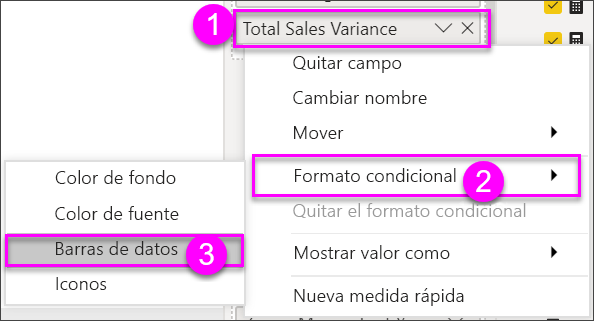 1
Total Sales Variance
Quitar campo
Cambiar nombre
Mover
Formato condicional 2
Quitar el formato condicional
Mostrar valor como
Nueva medida rápida
Color de fondo
Color de fuente
Barras de datos 3
Iconos